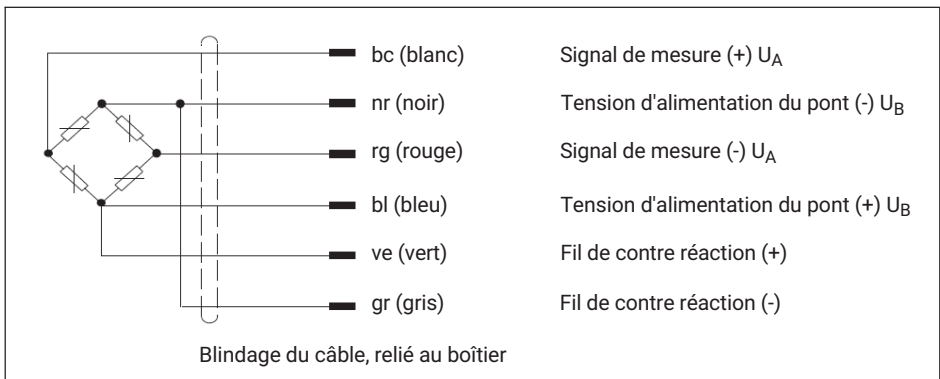 bc (blanc) Signal de mesure (+) UA
nr (noir) Tension d'alimentation du pont (-) UB
rg (rouge) Signal de mesure (-) UA
bl (bleu) Tension d'alimentation du pont (+) UB
ve (vert) Fil de contre réaction (+)
gr (gris) Fil de contre réaction (-)
Blindage du câble, relié au boîtier